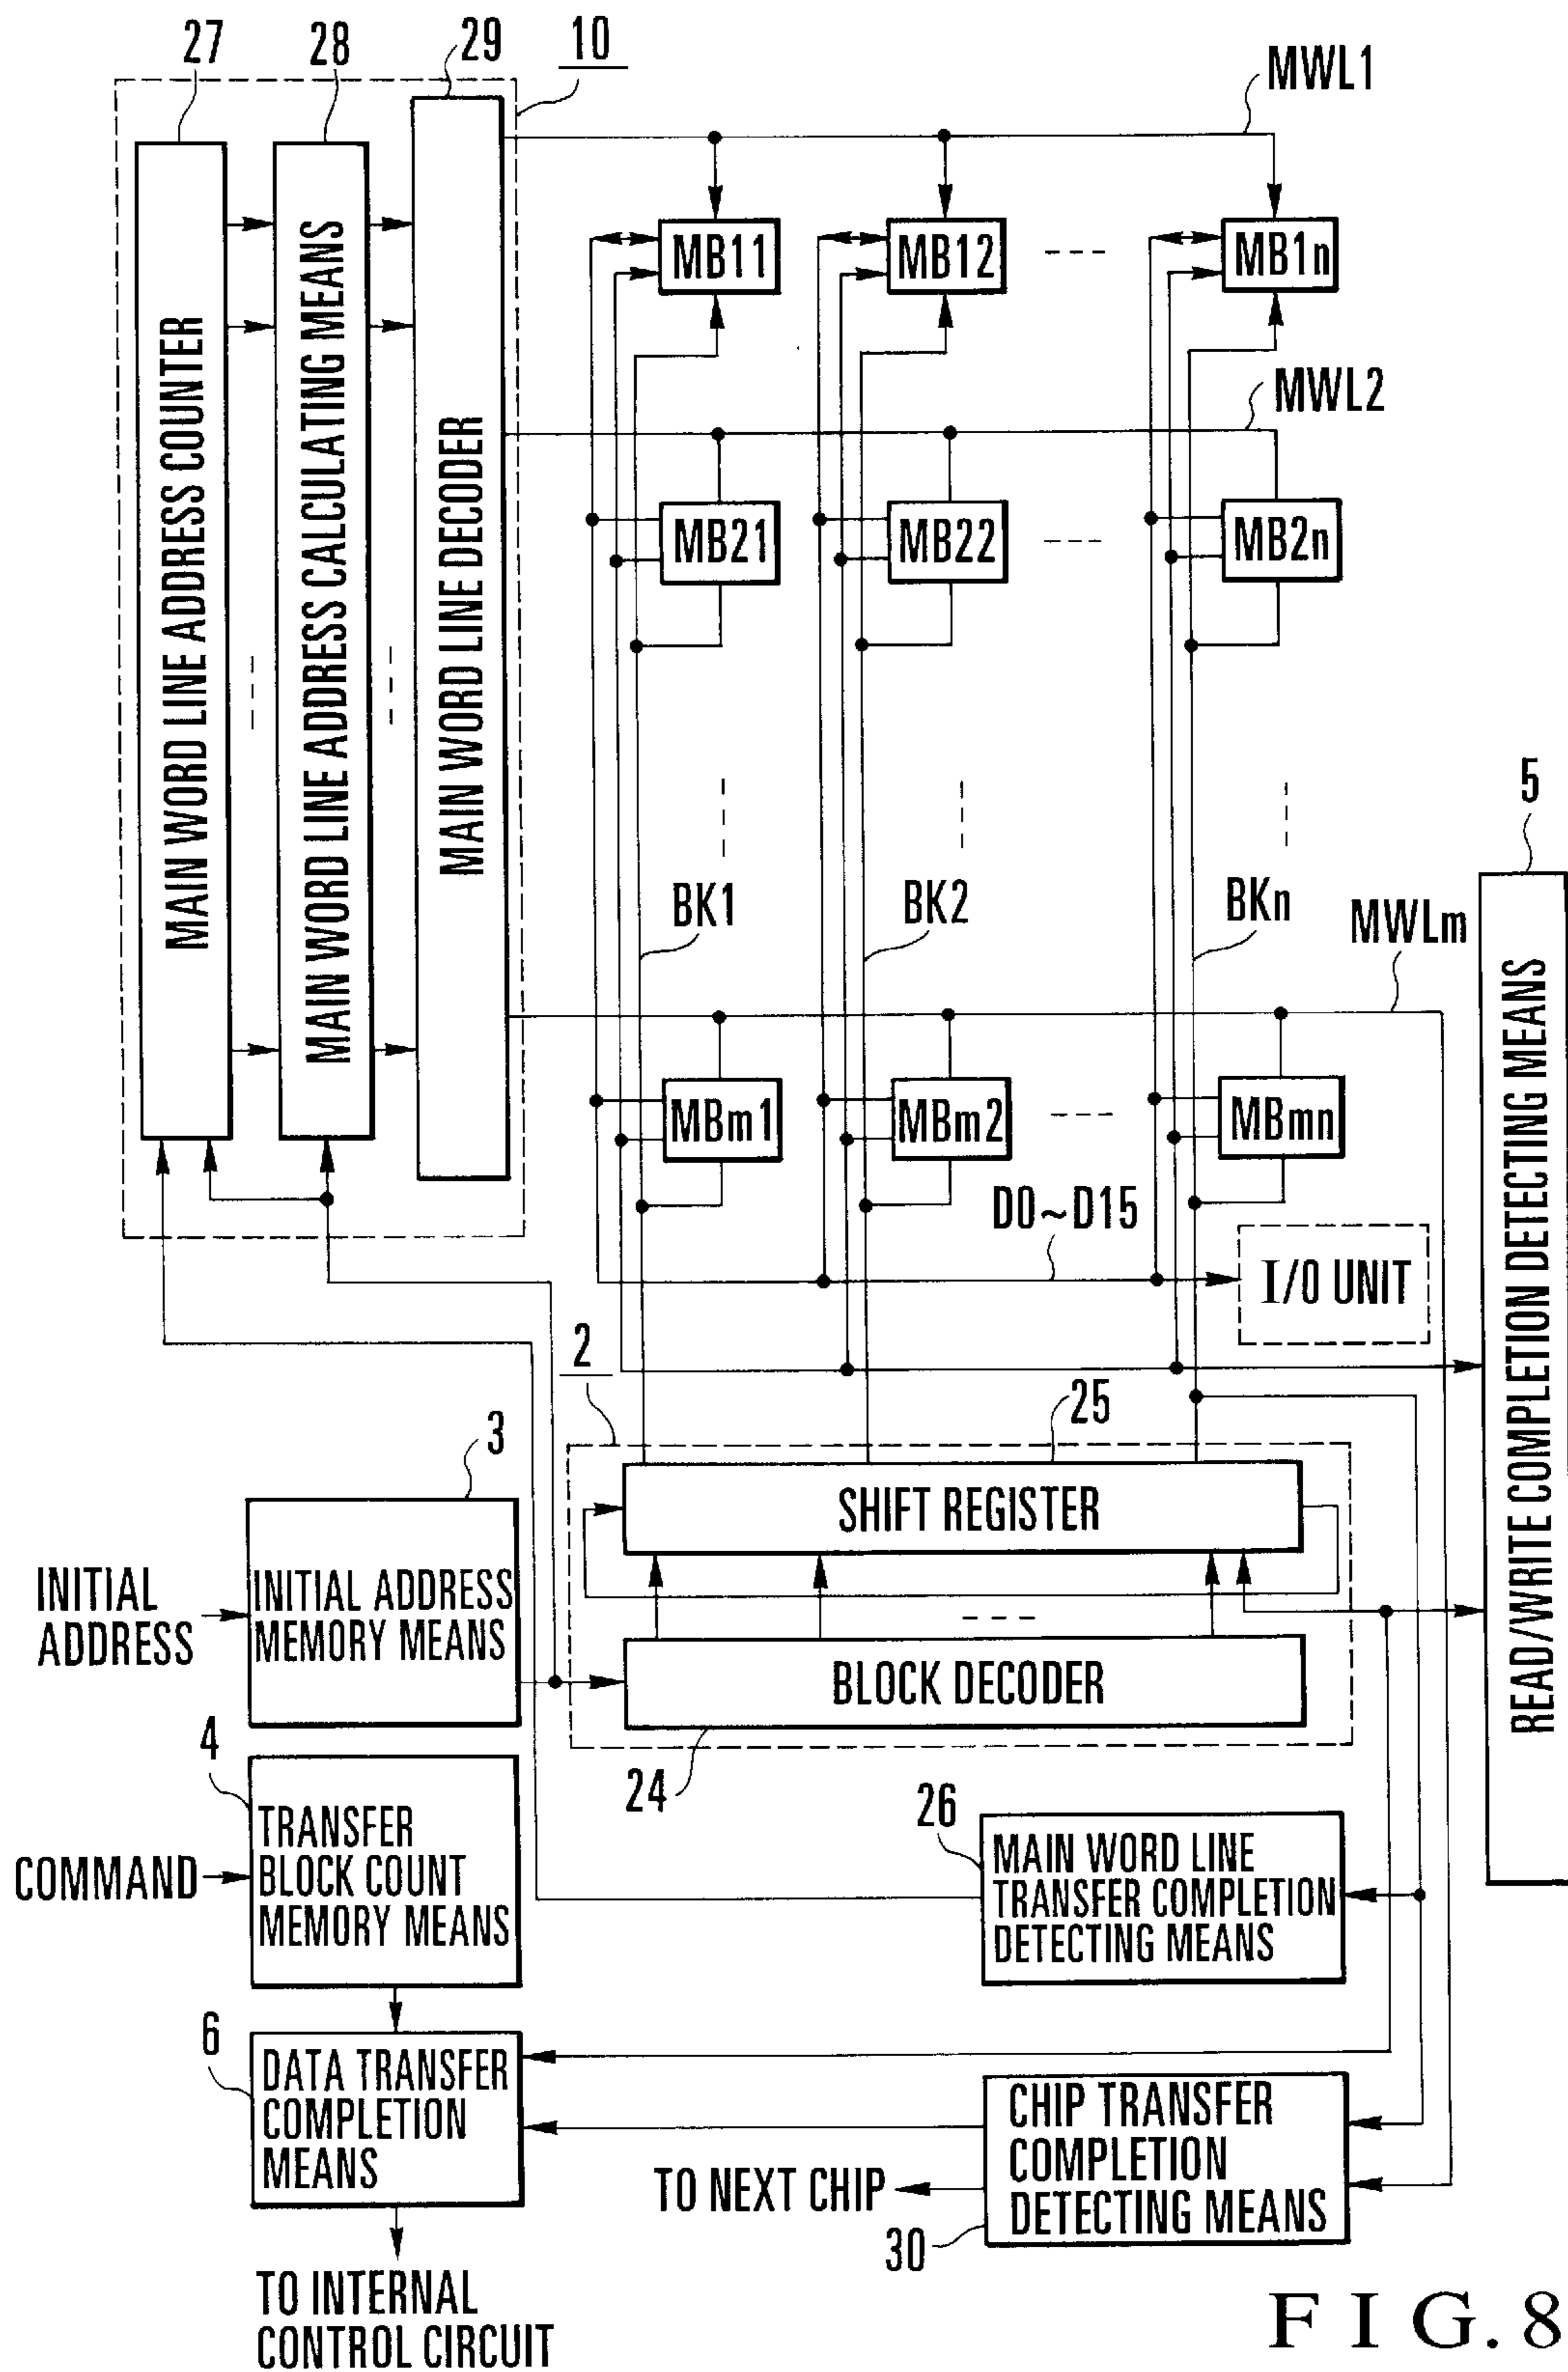 27
28
29
10
MWL1
MAIN WORD LINE ADDRESS COUNTER
MAIN WORD LINE ADDRESS CALCULATING MEANS
MAIN WORD LINE DECODER
MB11
MB12
MB1n
MWL2
MB21
MB22
MB2n
5
BK1
BK2
BKn
MWLm
READ/WRITE COMPLETION DETECTING MEANS
MBm1
MBm2
MBmn
D0~D15
I/O UNIT
2
25
3
SHIFT REGISTER
INITIAL
ADDRESS
INITIAL ADDRESS
MEMORY MEANS
BLOCK DECODER
4
24
26
COMMAND
TRANSFER
BLOCK COUNT
MEMORY MEANS
MAIN WORD LINE
TRANSFER COMPLETION
DETECTING MEANS
6
DATA TRANSFER
COMPLETION
MEANS
CHIP TRANSFER
COMPLETION
DETECTING MEANS
TO NEXT CHIP
30
TO INTERNAL
CONTROL CIRCUIT
FIG. 8